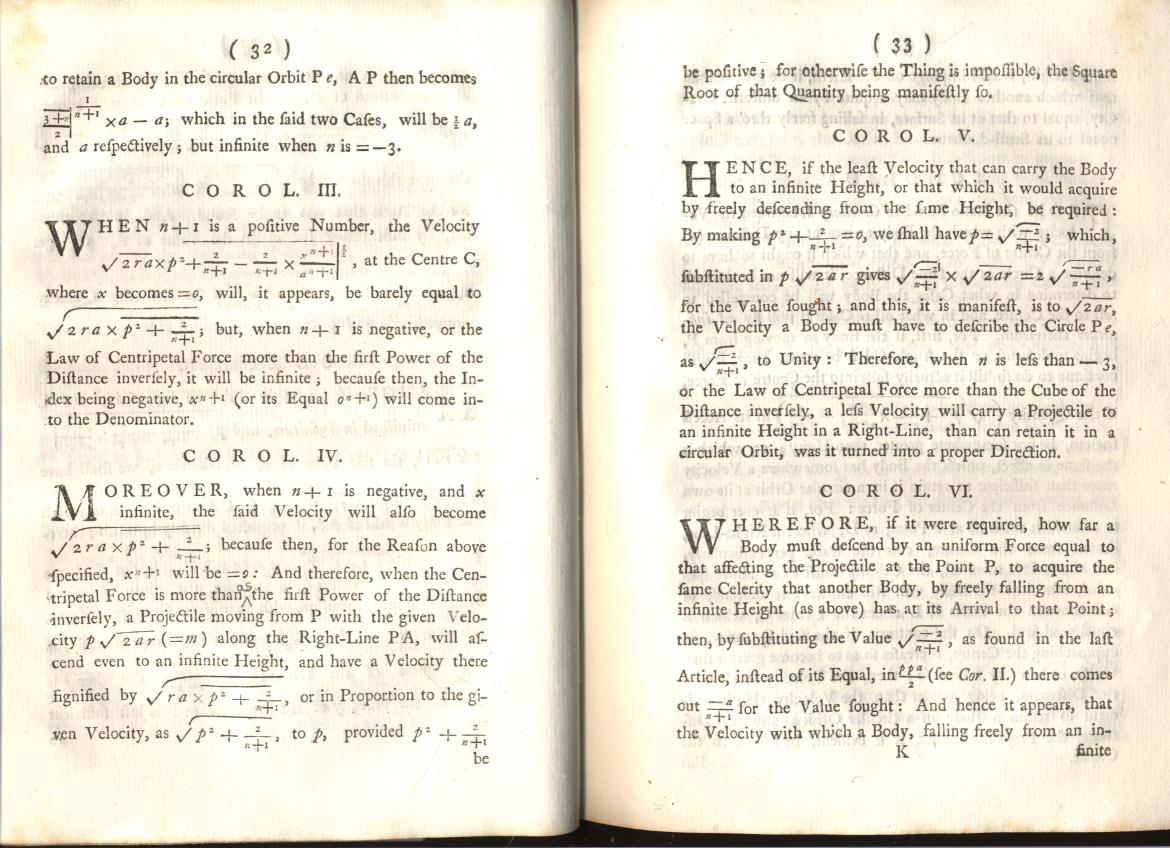 ( 32 )
to retain a Body in the circular Orbit P e, A P then becomes
3+n/2|^1/n+1 × a — a; which in the ſaid two Caſes, will be ½ a,
and a reſpectively; but infinite when n is = — 3.
COROL. III.
WHEN n + 1 is a poſitive Number, the Velocity
√2ra × p² + 2/n+1 — 2/n+1 × x^n+1/a^n+1|^½, at the Centre C,
where x becomes = 0, will, it appears, be barely equal to
√2ra × p² + 2/n+1; but, when n + 1 is negative, or the
Law of Centripetal Force more than the firſt Power of the
Diſtance inverſely, it will be infinite; becauſe then, the In-
dex being negative, x^n+1 (or its Equal 0^n+1) will come in-
to the Denominator.
COROL. IV.
MOREOVER, when n + 1 is negative, and x
infinite, the ſaid Velocity will alſo become
√2ra × p² + 2/n+1; becauſe then, for the Reaſon above
ſpecified, x^n+1 will be = 0: And therefore, when the Cen-
tripetal Force is more than as the firſt Power of the Diſtance
inverſely, a Projectile moving from P with the given Velo-
city p √2ar (= m) along the Right-Line PA, will aſ-
cend even to an infinite Height, and have a Velocity there
ſignified by √ra × p² + 2/n+1, or in Proportion to the gi-
ven Velocity, as √p² + 2/n+1, to p, provided p² + 2/n+1
be
( 33 )
be poſitive; for otherwiſe the Thing is impoſſible, the Square
Root of that Quantity being manifeſtly ſo.
COROL. V.
HENCE, if the leaſt Velocity that can carry the Body
to an infinite Height, or that which it would acquire
by freely deſcending from the ſame Height, be required:
By making p² + 2/n+1 = 0, we ſhall have p = √—2/n+1; which,
ſubſtituted in p √2ar gives √—2/n+1 × √2ar = 2 √—ra/n+1,
for the Value ſought; and this, it is manifeſt, is to √2ar,
the Velocity a Body muſt have to deſcribe the Circle P e,
as √—2/n+1, to Unity: Therefore, when n is leſs than — 3,
or the Law of Centripetal Force more than the Cube of the
Diſtance inverſely, a leſs Velocity will carry a Projectile to
an infinite Height in a Right-Line, than can retain it in a
circular Orbit, was it turned into a proper Direction.
COROL. VI.
WHEREFORE, if it were required, how far a
Body muſt deſcend by an uniform Force equal to
that affecting the Projectile at the Point P, to acquire the
ſame Celerity that another Body, by freely falling from an
infinite Height (as above) has at its Arrival to that Point;
then, by ſubſtituting the Value √—2/n+1, as found in the laſt
Article, inſtead of its Equal, in ppa/2 (ſee Cor. II.) there comes
out —a/n+1 for the Value ſought: And hence it appears, that
the Velocity with which a Body, falling freely from an in-
K finite